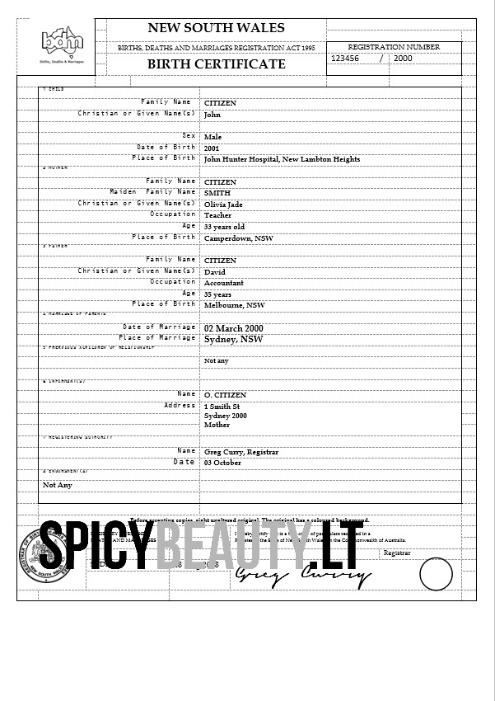 NEW SOUTH WALES
BIRTHS, DEATHS AND MARRIAGES REGISTRATION ACT 1995
BIRTH CERTIFICATE
bdm
Births, Deaths & Marriages
REGISTRATION NUMBER
123456 / 2000
1 CHILD
Family Name CITIZEN
Christian or Given Name(s) John
Sex Male
Date of Birth 2001
Place of Birth John Hunter Hospital, New Lambton Heights
2 MOTHER
Family Name CITIZEN
Maiden Family Name SMITH
Christian or Given Name(s) Olivia Jade
Occupation Teacher
Age 33 years old
Place of Birth Camperdown, NSW
3 FATHER
Family Name CITIZEN
Christian or Given Name(s) David
Occupation Accountant
Age 35 years
Place of Birth Melbourne, NSW
4 MARRIAGE OF PARENTS
Date of Marriage 02 March 2000
Place of Marriage Sydney, NSW
5 PREVIOUS CHILDREN OF RELATIONSHIP
Not any
6 INFORMANT(S)
Name O. CITIZEN
Address 1 Smith St
Sydney 2000
Mother
7 REGISTERING AUTHORITY
Name Greg Curry, Registrar
Date 03 October
8 ENDORSEMENT(S)
Not Any
Before accepting copies, sight unaltered original. The original has a coloured background.
SPICYBEAUTY.LT
Registrar
Greg Curry